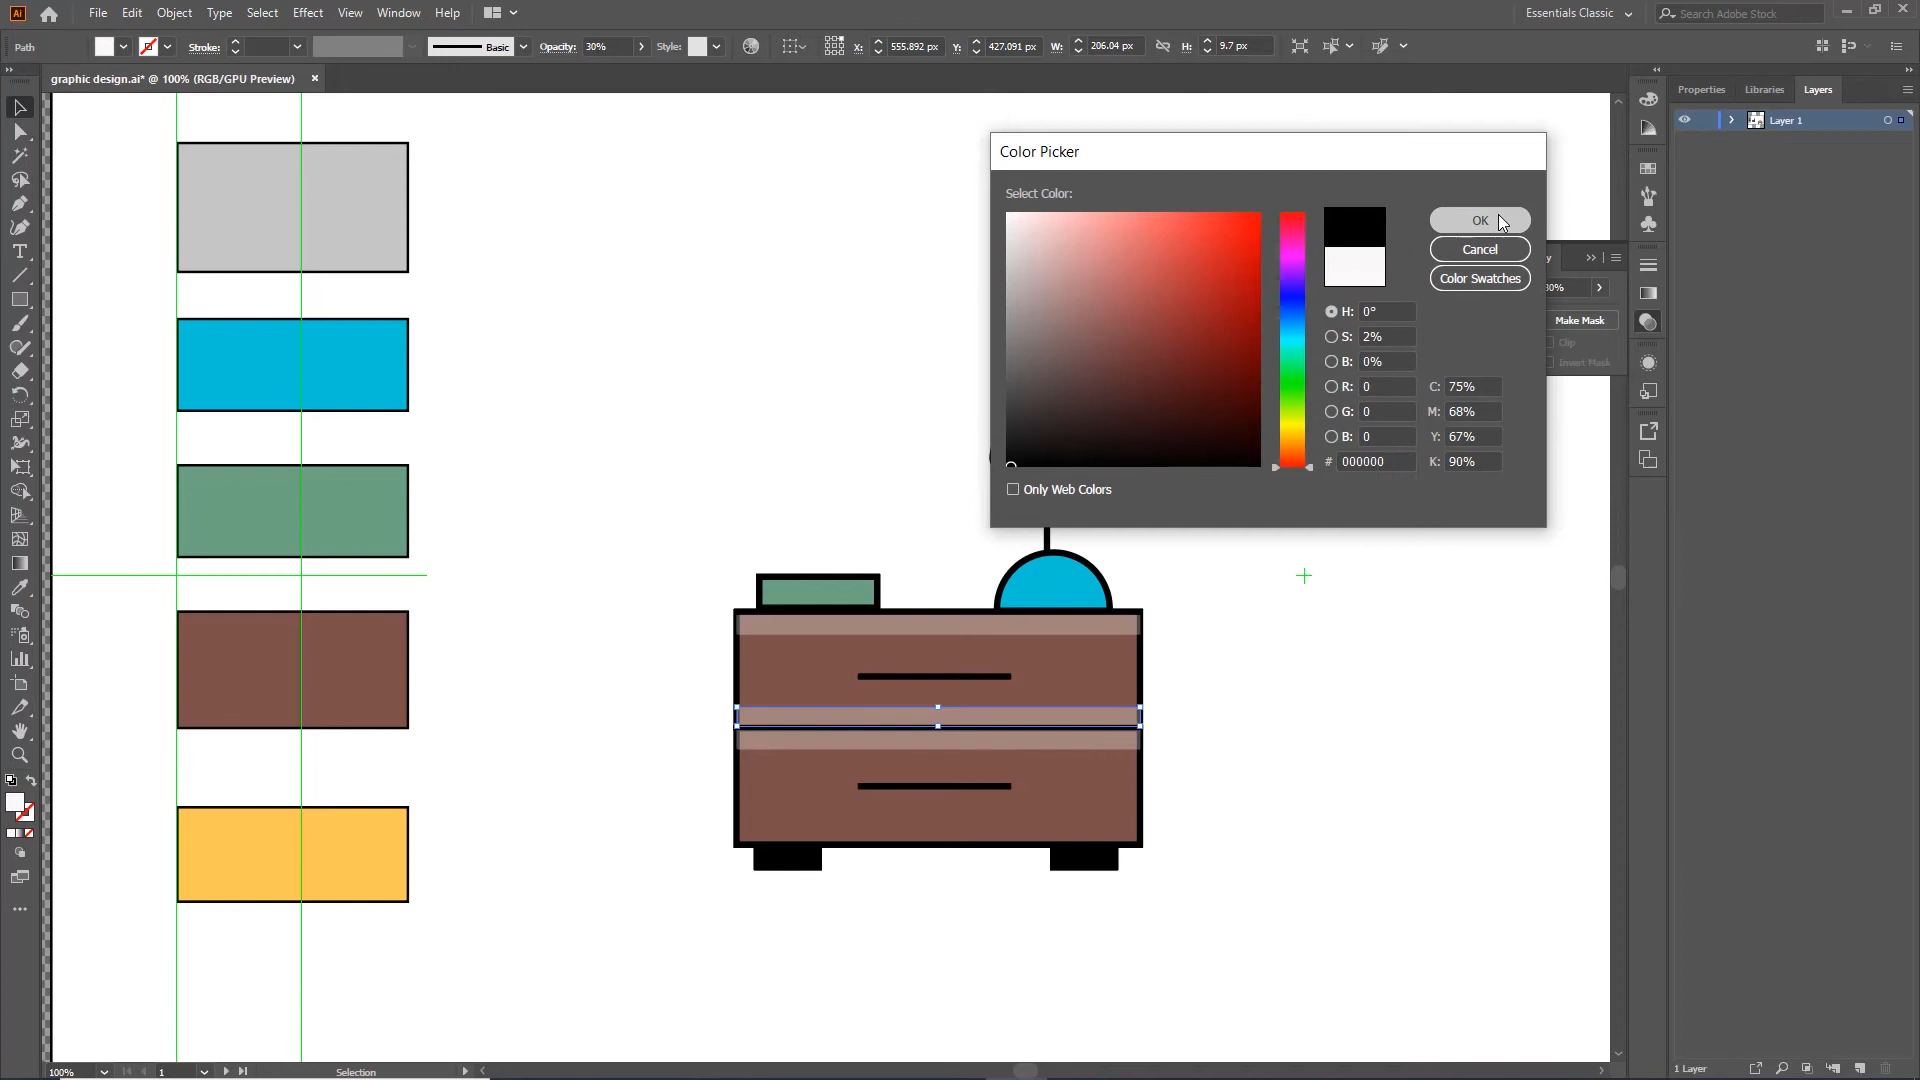 Ai File Edit Object Type Select Effect View Window Help Essentials Classic Search Adobe Stock
Path Stroke: Basic Opacity: 30% Style: X: 555.892 px Y: 427.091 px W: 206.04 px H: 9.7 px
graphic design.ai* @ 100% (RGB/GPU Preview) ×
Properties Libraries Layers
Layer 1
Color Picker
Select Color:
OK
Cancel
Color Swatches
H: 0°
S: 2%
B: 0%
R: 0 C: 75%
G: 0 M: 68%
B: 0 Y: 67%
# 000000 K: 90%
Only Web Colors
y
30%
Make Mask
Clip
Invert Mask
100% 1 Selection
1 Layer